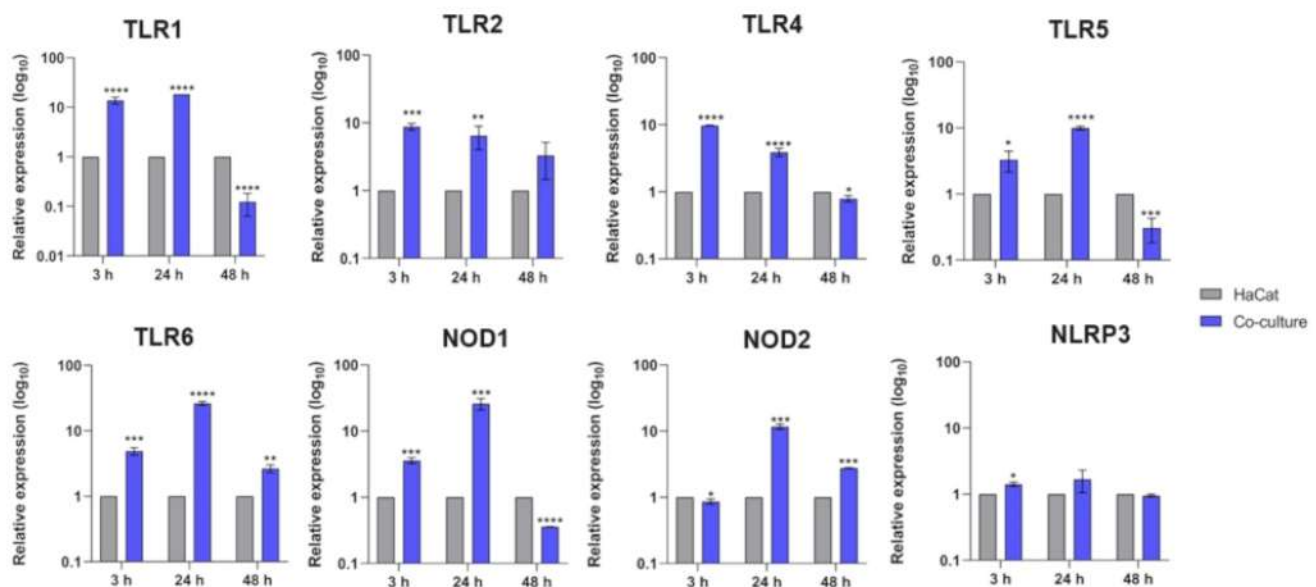 TLR1
Relative expression (log10)
100
10
1
0.1
0.01
****
****
****
3 h 24 h 48 h
TLR2
Relative expression (log10)
100
10
1
0.1
***
**
3 h 24 h 48 h
TLR4
Relative expression (log10)
100
10
1
0.1
****
****
*
3 h 24 h 48 h
TLR5
Relative expression (log10)
100
10
1
0.1
*
****
***
3 h 24 h 48 h
HaCat
Co-culture
TLR6
Relative expression (log10)
100
10
1
0.1
***
****
**
3 h 24 h 48 h
NOD1
Relative expression (log10)
100
10
1
0.1
***
***
****
3 h 24 h 48 h
NOD2
Relative expression (log10)
100
10
1
0.1
*
***
***
3 h 24 h 48 h
NLRP3
Relative expression (log10)
100
10
1
0.1
*
3 h 24 h 48 h